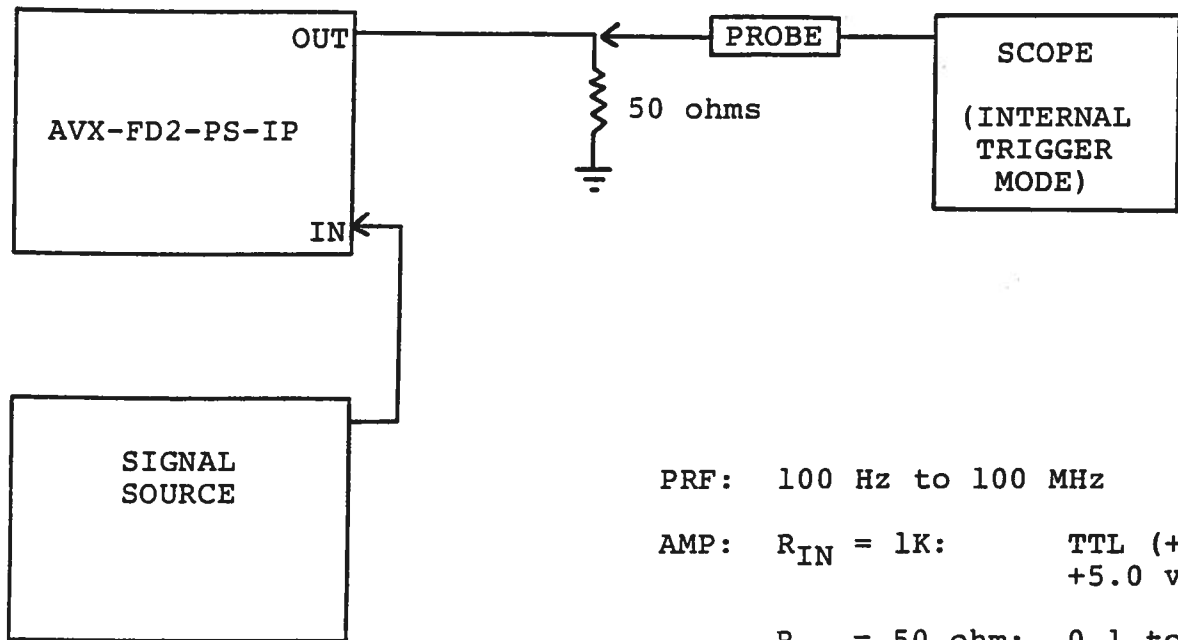 OUT
AVX-FD2-PS-IP
IN
PROBE
50 ohms
SCOPE
(INTERNAL
TRIGGER
MODE)
SIGNAL
SOURCE
PRF: 100 Hz to 100 MHz
AMP: R_IN = 1K: TTL (+
+5.0 v
= 50 ohm: 0.1 to